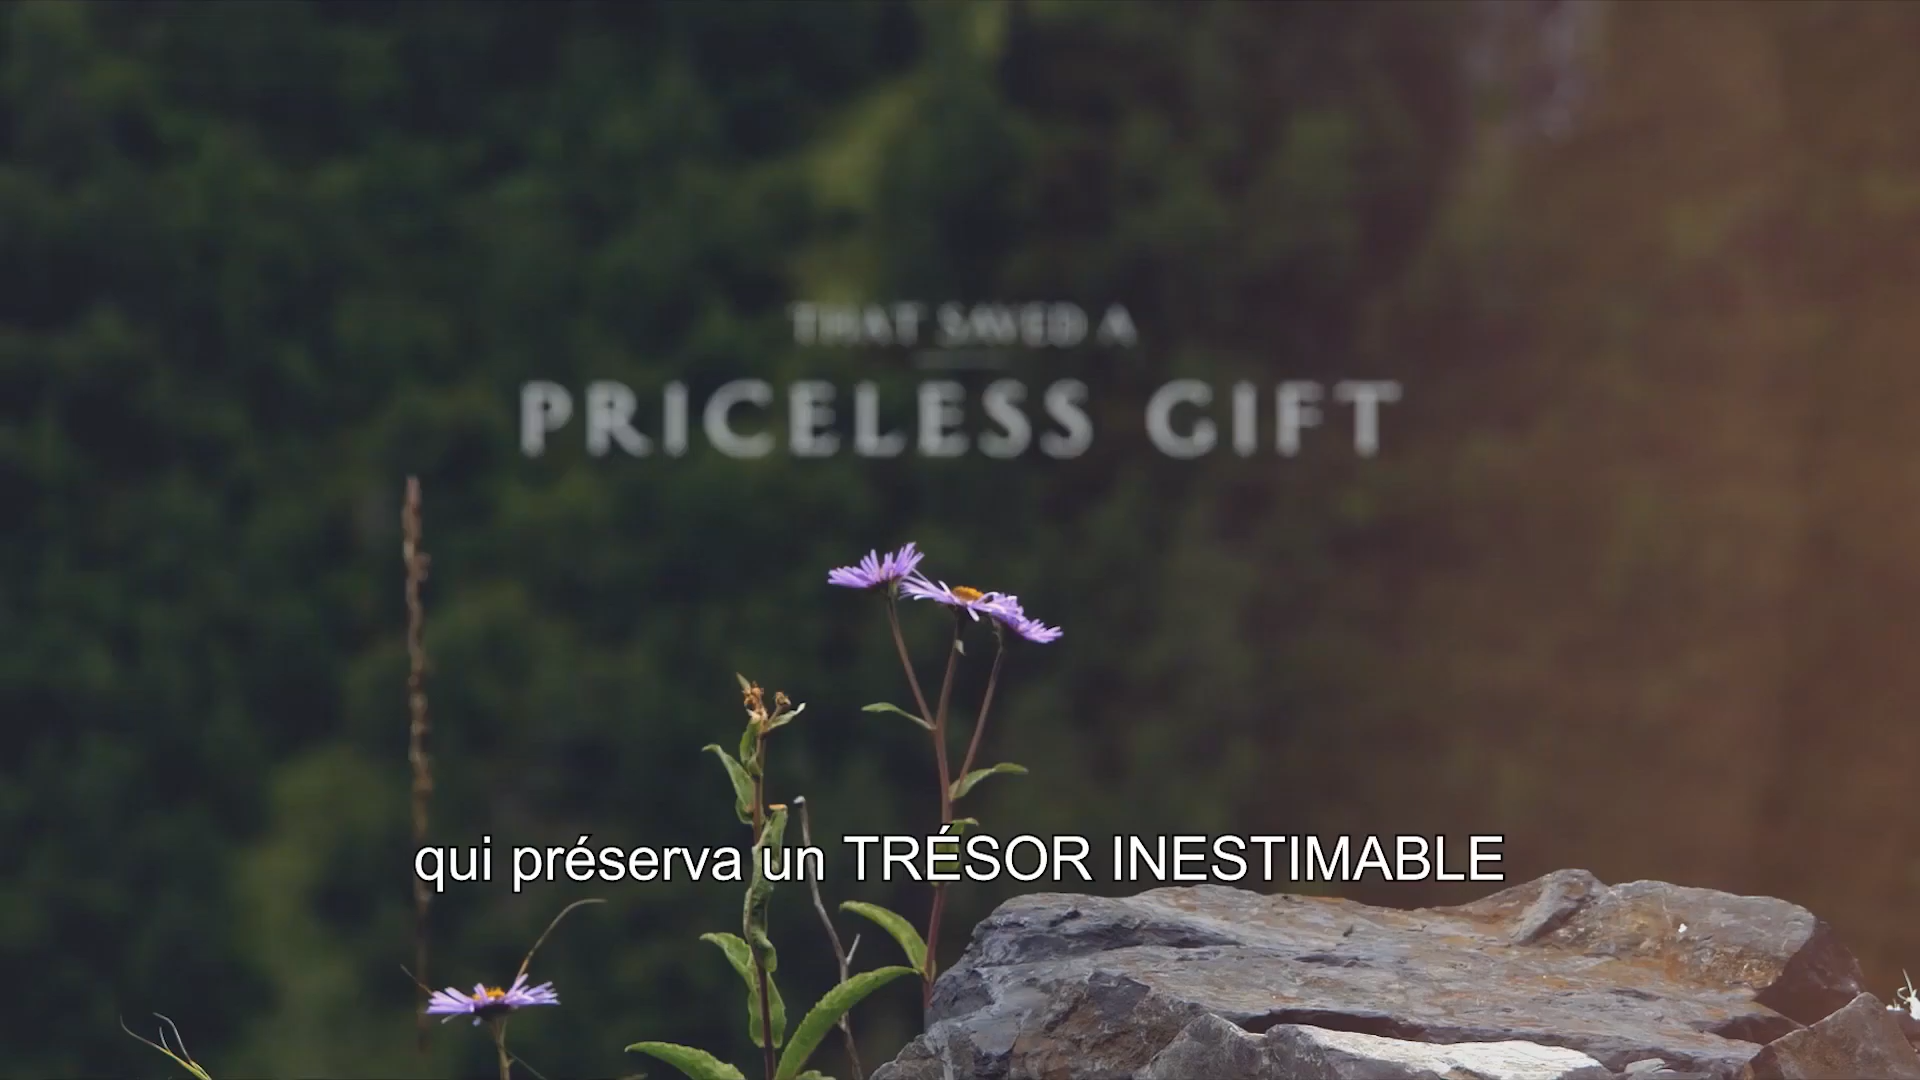 THAT SAVED A
PRICELESS GIFT
qui préserva un TRÉSOR INESTIMABLE